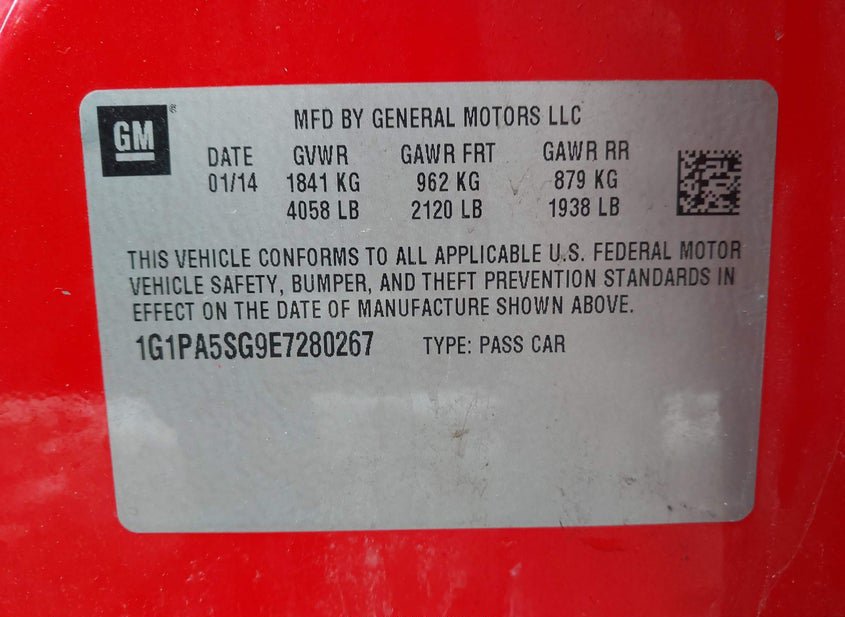 GM®
MFD BY GENERAL MOTORS LLC
DATE GVWR GAWR FRT GAWR RR
01/14 1841 KG 962 KG 879 KG
4058 LB 2120 LB 1938 LB
THIS VEHICLE CONFORMS TO ALL APPLICABLE U.S. FEDERAL MOTOR
VEHICLE SAFETY, BUMPER, AND THEFT PREVENTION STANDARDS IN
EFFECT ON THE DATE OF MANUFACTURE SHOWN ABOVE.
1G1PA5SG9E7280267 TYPE: PASS CAR